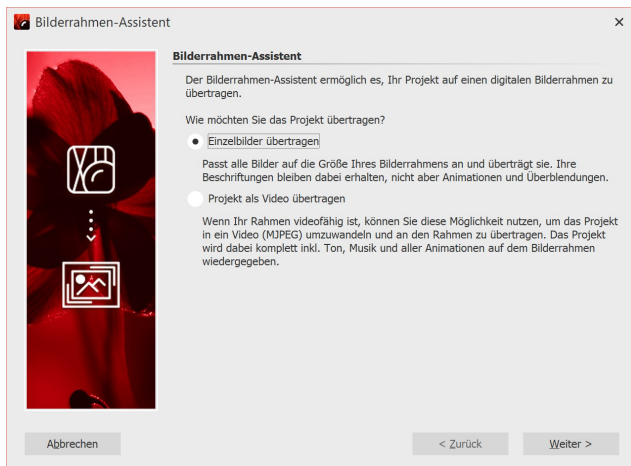 Bilderrahmen-Assistent
Bilderrahmen-Assistent
Der Bilderrahmen-Assistent ermöglich es, Ihr Projekt auf einen digitalen Bilderrahmen zu
übertragen.
Wie möchten Sie das Projekt übertragen?
Einzelbilder übertragen
Passt alle Bilder auf die Größe Ihres Bilderrahmens an und überträgt sie. Ihre
Beschriftungen bleiben dabei erhalten, nicht aber Animationen und Überblendungen.
Projekt als Video übertragen
Wenn Ihr Rahmen videofähig ist, können Sie diese Möglichkeit nutzen, um das Projekt
in ein Video (MJPEG) umzuwandeln und an den Rahmen zu übertragen. Das Projekt
wird dabei komplett inkl. Ton, Musik und aller Animationen auf dem Bilderrahmen
wiedergegeben.
Abbrechen
< Zurück
Weiter >